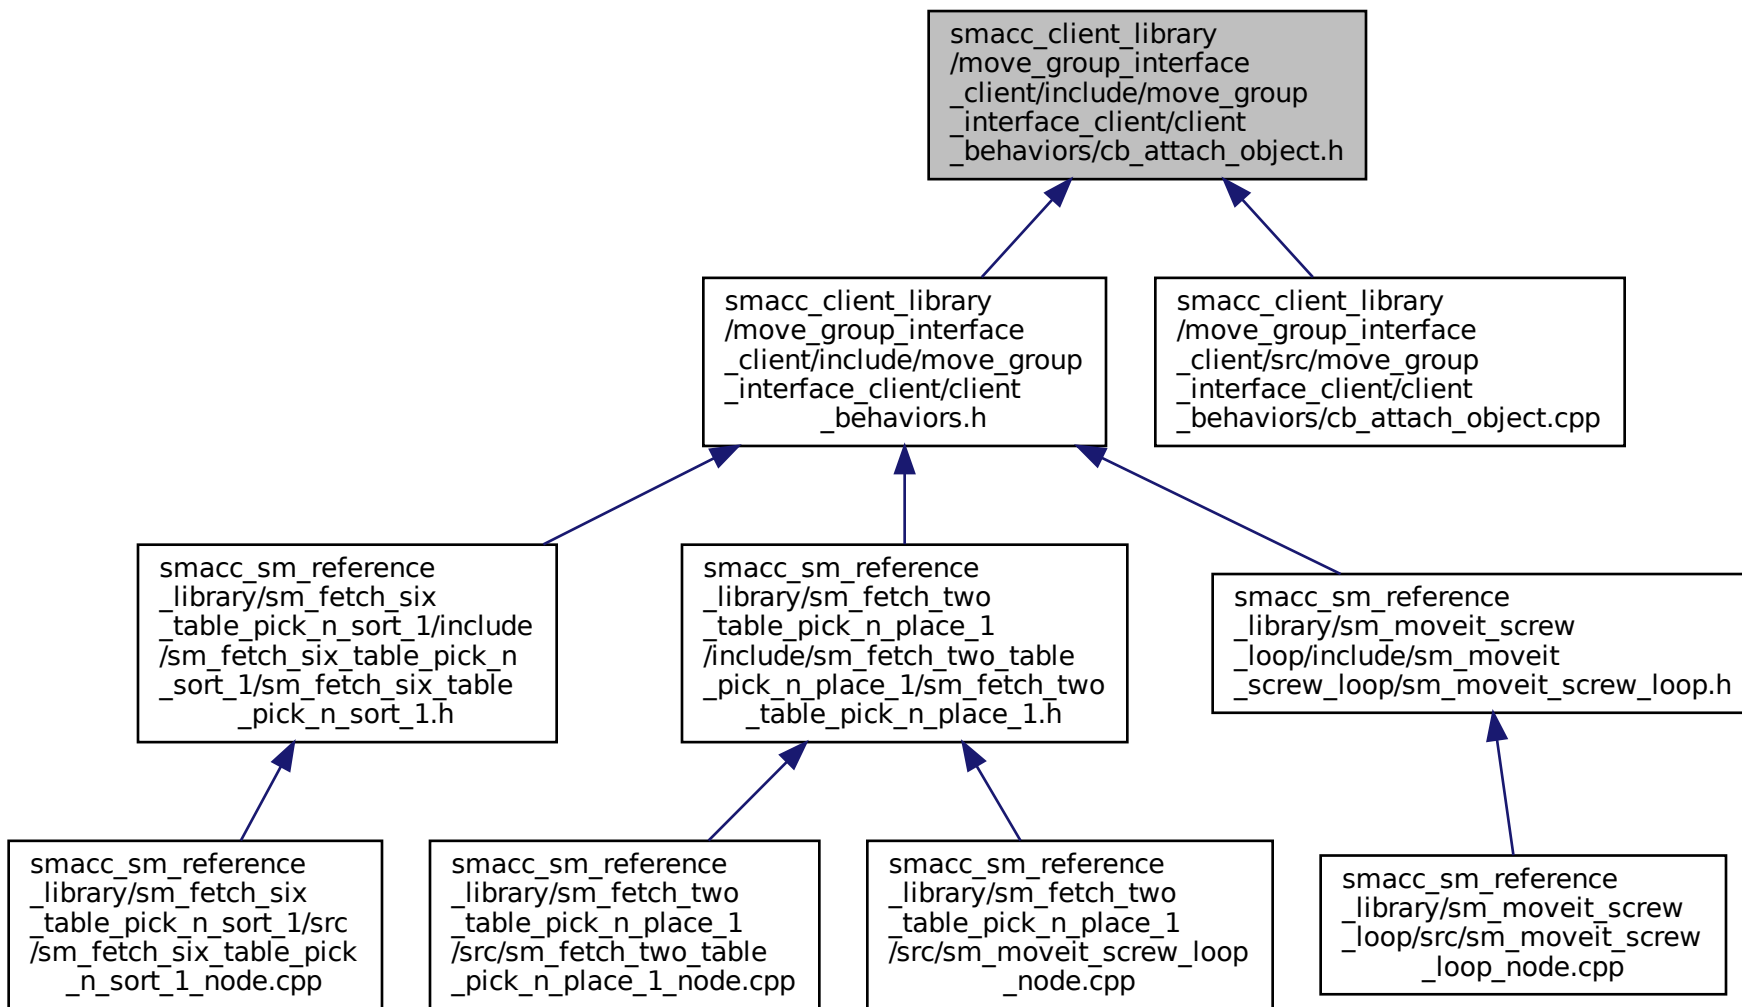 smacc_client_library
/move_group_interface
_client/include/move_group
_interface_client/client
_behaviors/cb_attach_object.h
smacc_client_library
/move_group_interface
_client/include/move_group
_interface_client/client
_behaviors.h
smacc_client_library
/move_group_interface
_client/src/move_group
_interface_client/client
_behaviors/cb_attach_object.cpp
smacc_sm_reference
_library/sm_fetch_six
_table_pick_n_sort_1/include
/sm_fetch_six_table_pick_n
_sort_1/sm_fetch_six_table
_pick_n_sort_1.h
smacc_sm_reference
_library/sm_fetch_two
_table_pick_n_place_1
/include/sm_fetch_two_table
_pick_n_place_1/sm_fetch_two
_table_pick_n_place_1.h
smacc_sm_reference
_library/sm_moveit_screw
_loop/include/sm_moveit
_screw_loop/sm_moveit_screw_loop.h
smacc_sm_reference
_library/sm_fetch_six
_table_pick_n_sort_1/src
/sm_fetch_six_table_pick
_n_sort_1_node.cpp
smacc_sm_reference
_library/sm_fetch_two
_table_pick_n_place_1
/src/sm_fetch_two_table
_pick_n_place_1_node.cpp
smacc_sm_reference
_library/sm_fetch_two
_table_pick_n_place_1
/src/sm_moveit_screw_loop
_node.cpp
smacc_sm_reference
_library/sm_moveit_screw
_loop/src/sm_moveit_screw
_loop_node.cpp